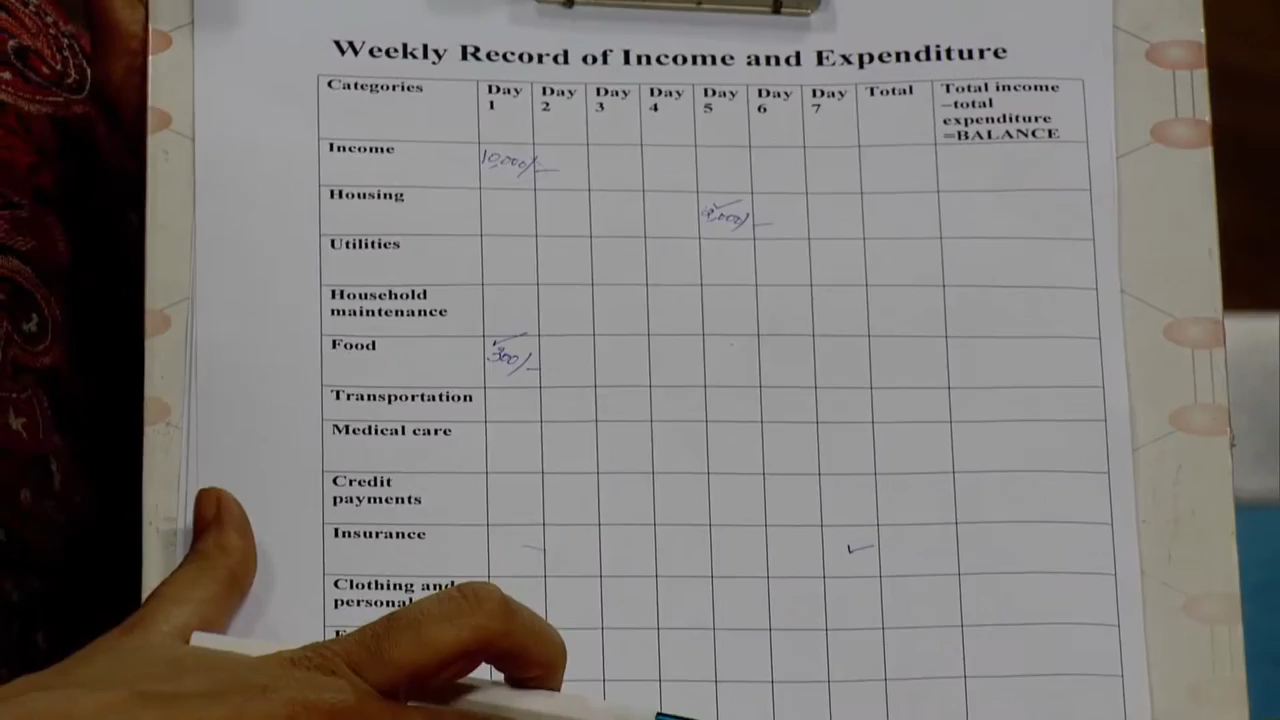 Weekly Record of Income and Expenditure
Categories Day 1 Day 2 Day 3 Day 4 Day 5 Day 6 Day 7 Total Total income –total expenditure =BALANCE
Income 10,000/-
Housing 2000/-
Utilities
Household maintenance
Food 300/-
Transportation
Medical care
Credit payments
Insurance
Clothing and personal